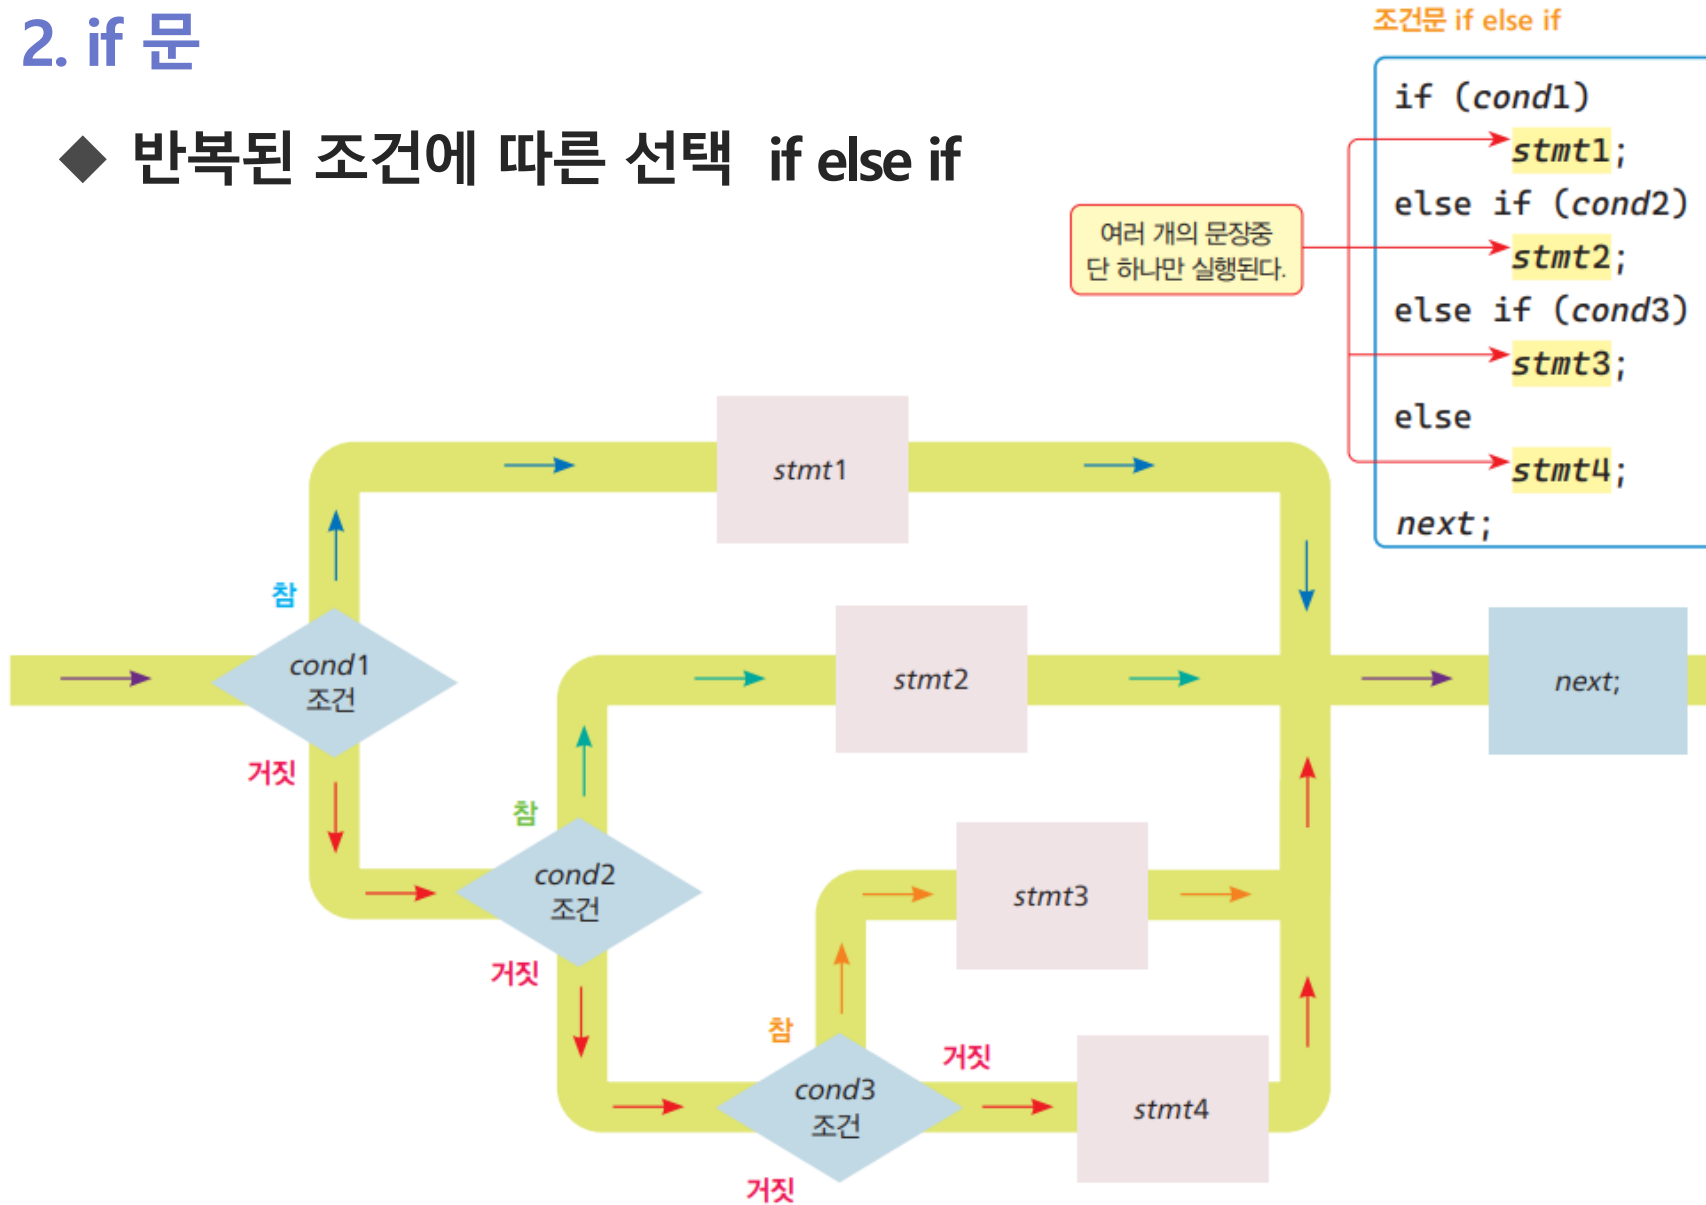 2. if 문
◆ 반복된 조건에 따른 선택 if else if
조건문 if else if
if (cond1)
stmt1;
else if (cond2)
stmt2;
else if (cond3)
stmt3;
else
stmt4;
next;
여러 개의 문장중
단 하나만 실행된다.
stmt1
참
cond1
조건
거짓
stmt2
next;
참
cond2
조건
거짓
stmt3
참
cond3
조건
거짓
stmt4
거짓